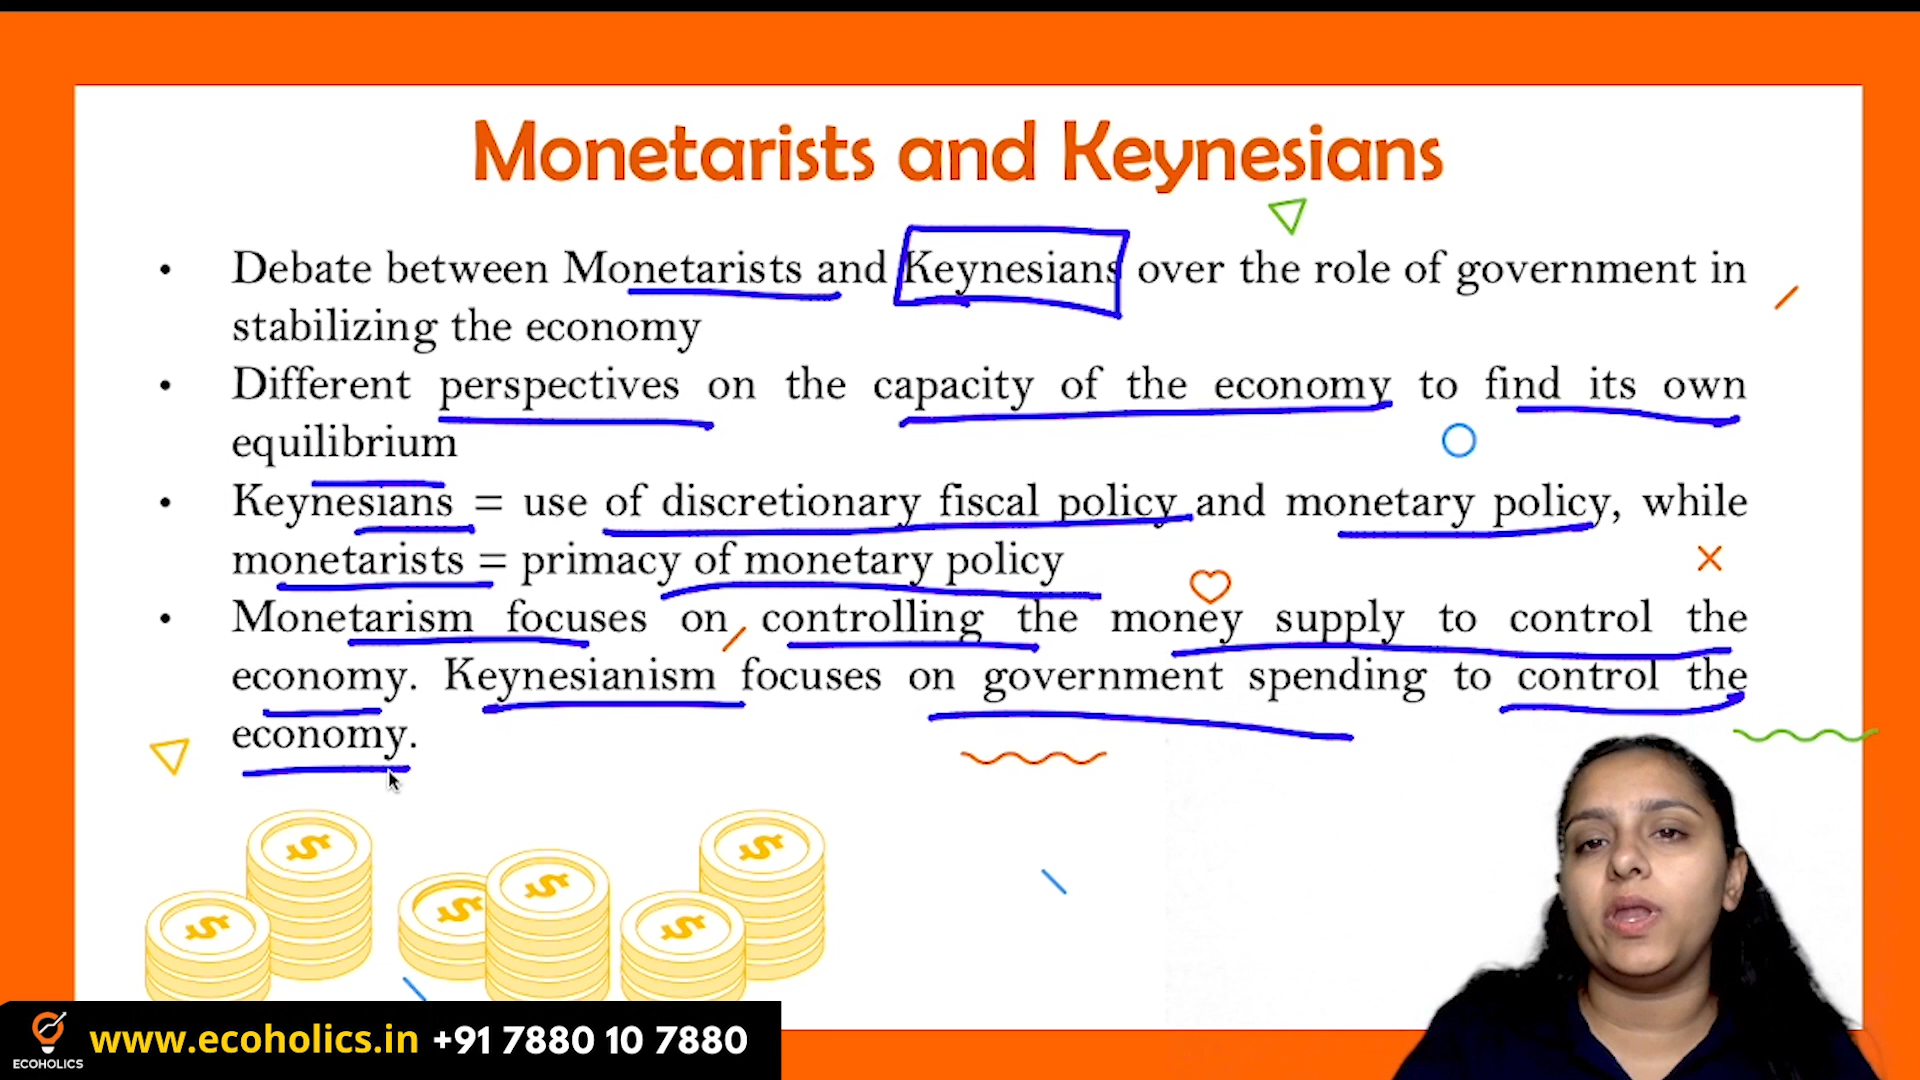 Monetarists and Keynesians
• Debate between Monetarists and Keynesians over the role of government in
stabilizing the economy
• Different perspectives on the capacity of the economy to find its own
equilibrium
• Keynesians = use of discretionary fiscal policy and monetary policy, while
monetarists = primacy of monetary policy
• Monetarism focuses on controlling the money supply to control the
economy. Keynesianism focuses on government spending to control the
economy.
www.ecoholics.in +91 7880 10 7880
ECOHOLICS